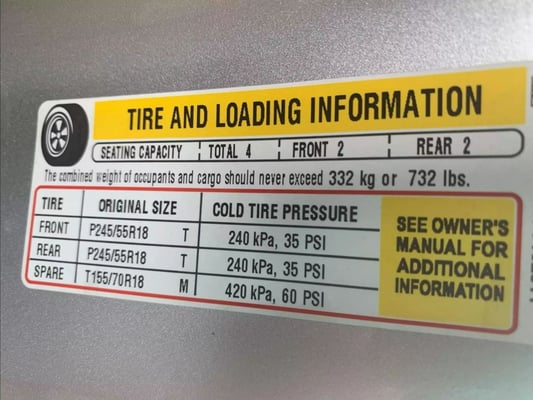 TIRE AND LOADING INFORMATION
SEATING CAPACITY TOTAL 4 FRONT 2 REAR 2
The combined weight of occupants and cargo should never exceed 332 kg or 732 lbs.
TIRE ORIGINAL SIZE COLD TIRE PRESSURE
FRONT P245/55R18 T 240 kPa, 35 PSI
REAR P245/55R18 T 240 kPa, 35 PSI
SPARE T155/70R18 M 420 kPa, 60 PSI
SEE OWNER'S
MANUAL FOR
ADDITIONAL
INFORMATION